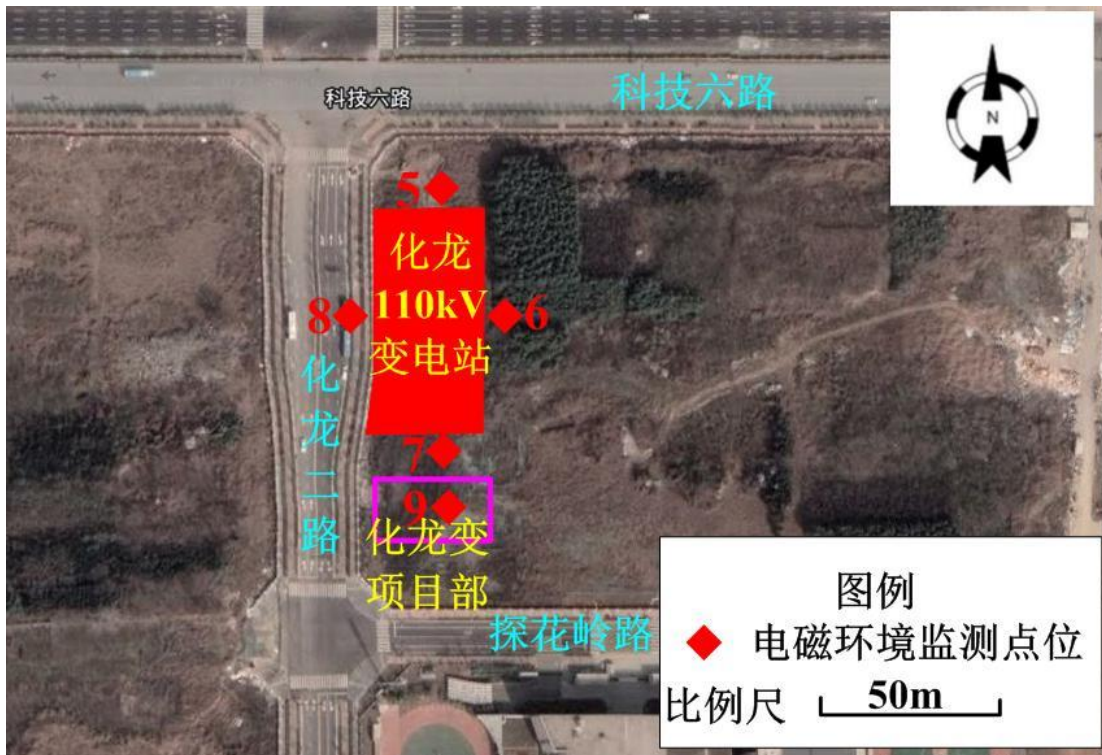 科技六路
科技六路
N
5
化龙
110kV
变电站
8
6
化龙二路
7
9
化龙变
项目部
探花岭路
图例
电磁环境监测点位
比例尺
50m